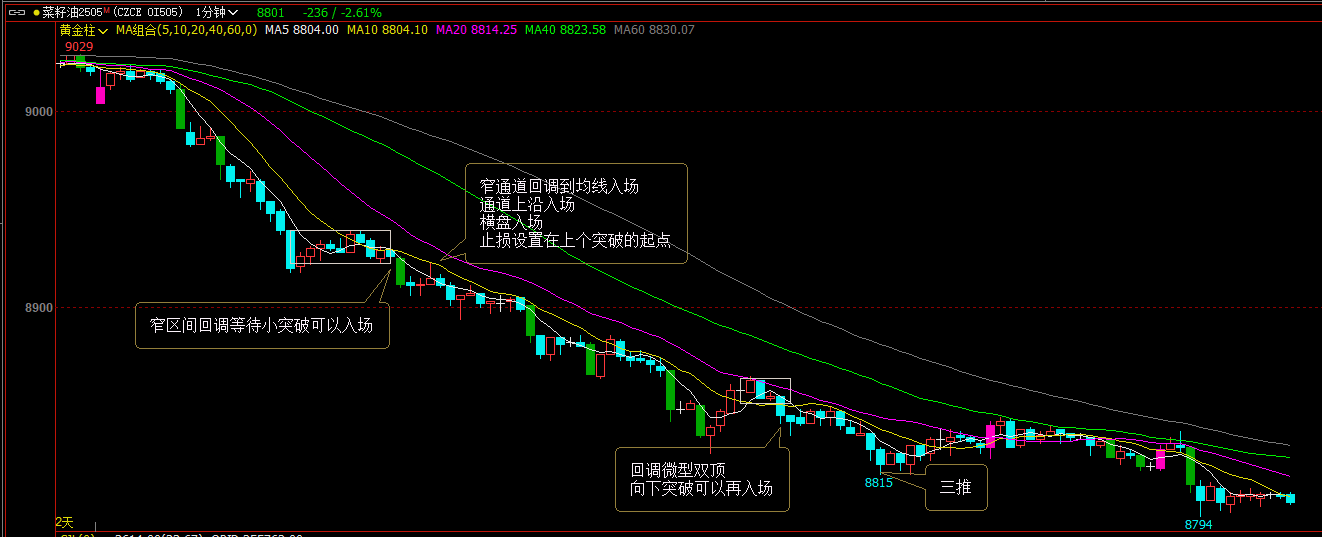 菜籽油2505M (CZCE OI505) 1分钟 8801 -236 / -2.61%
黄金柱 MA组合(5,10,20,40,60,0) MA5 8804.00 MA10 8804.10 MA20 8814.25 MA40 8823.58 MA60 8830.07
9029
9000
窄通道回调到均线入场
通道上沿入场
横盘入场
止损设置在上个突破的起点
8900
窄区间回调等待小突破可以入场
回调微型双顶
向下突破可以再入场
8815
三推
8794
2天